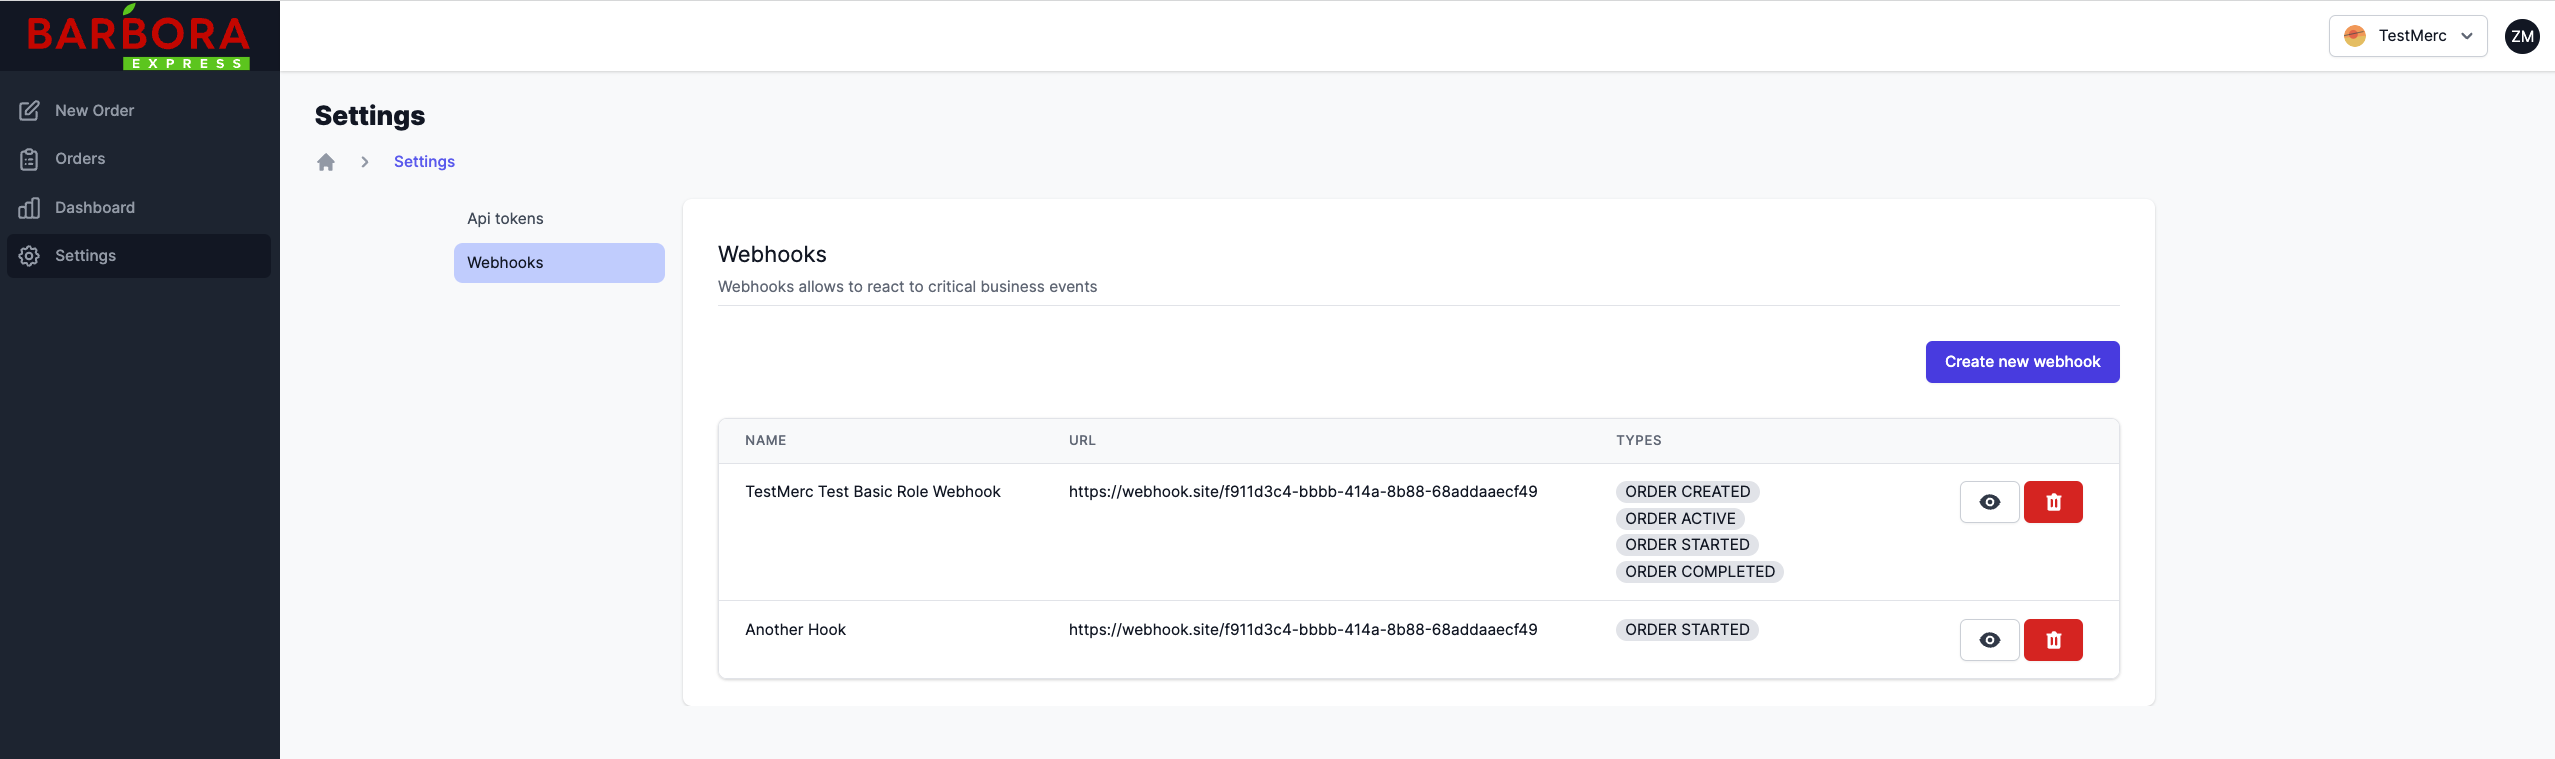 BARBORA
EXPRESS
TestMerc
ZM
New Order
Orders
Dashboard
Settings
Settings
Settings
Api tokens
Webhooks
Webhooks
Webhooks allows to react to critical business events
Create new webhook
NAME URL TYPES
TestMerc Test Basic Role Webhook https://webhook.site/f911d3c4-bbbb-414a-8b88-68addaaecf49 ORDER CREATED
ORDER ACTIVE
ORDER STARTED
ORDER COMPLETED
Another Hook https://webhook.site/f911d3c4-bbbb-414a-8b88-68addaaecf49 ORDER STARTED